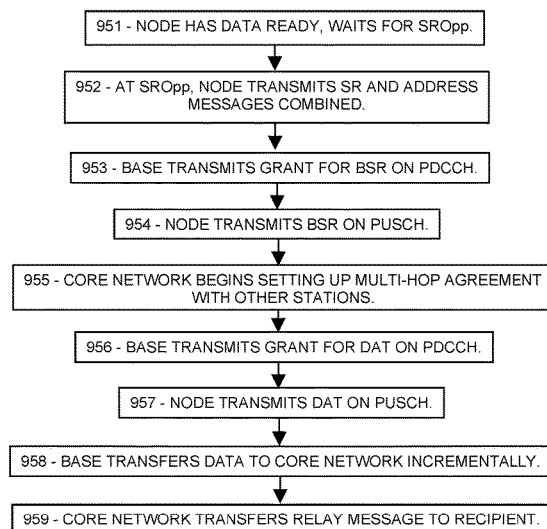 951 - NODE HAS DATA READY, WAITS FOR SROpp.
952 - AT SROpp, NODE TRANSMITS SR AND ADDRESS
MESSAGES COMBINED.
953 - BASE TRANSMITS GRANT FOR BSR ON PDCCH.
954 - NODE TRANSMITS BSR ON PUSCH.
955 - CORE NETWORK BEGINS SETTING UP MULTI-HOP AGREEMENT
WITH OTHER STATIONS.
956 - BASE TRANSMITS GRANT FOR DAT ON PDCCH.
957 - NODE TRANSMITS DAT ON PUSCH.
958 - BASE TRANSFERS DATA TO CORE NETWORK INCREMENTALLY.
959 - CORE NETWORK TRANSFERS RELAY MESSAGE TO RECIPIENT.